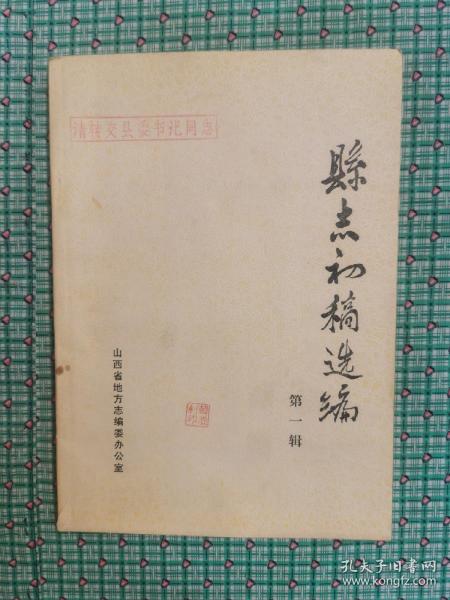 请转交县委书记同志
縣志初稿选编
第一辑
山西省地方志编委办公室
孔夫子旧书网
www.kongfz.com